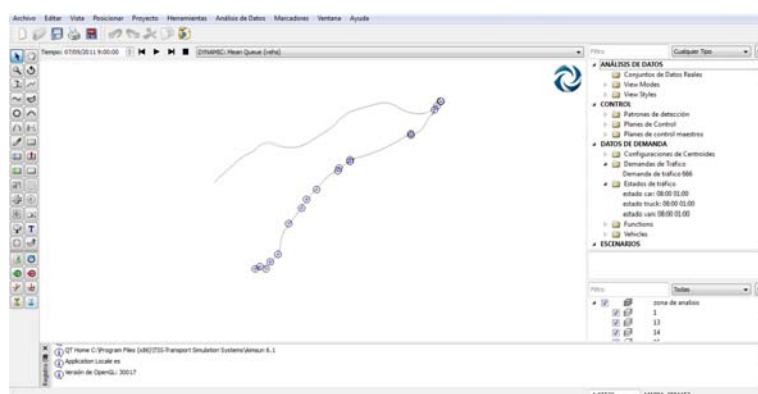 Archivo Editar Vista Posicionar Proyecto Herramientas Análisis de Datos Marcadores Ventana Ayuda
Tiempo: 07/09/2011 9:00:00
DYNAMIC: Mean Queue (vehs)
Filtro
Cualquier Tipo
ANÁLISIS DE DATOS
Conjuntos de Datos Reales
View Modes
View Styles
CONTROL
Patrones de detección
Planes de Control
Planes de control maestros
DATOS DE DEMANDA
Configuraciones de Centroides
Demandas de Tráfico
Demanda de tráfico 666
Estados de tráfico
estado car: 08:00 01:00
estado truck: 08:00 01:00
estado van: 08:00 01:00
Functions
Vehicles
ESCENARIOS
Filtro
Todas
zona de analisis
1
13
14
Registro
QT Home C:\Program Files (x86)\TSS-Transport Simulation Systems\Aimsun 6.1
Application Locale es
Versión de OpenGL: 30017